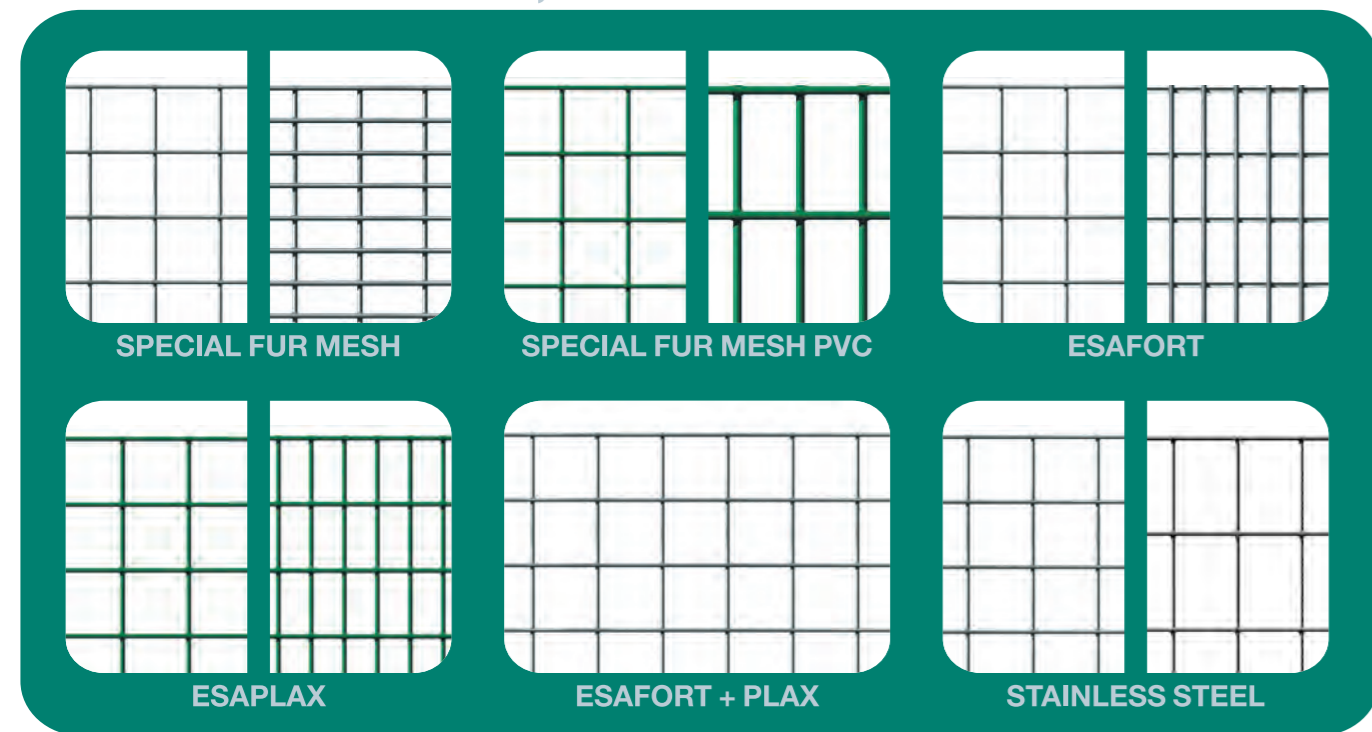 SPECIAL FUR MESH
SPECIAL FUR MESH PVC
ESAFORT
ESAPLAX
ESAFORT + PLAX
STAINLESS STEEL